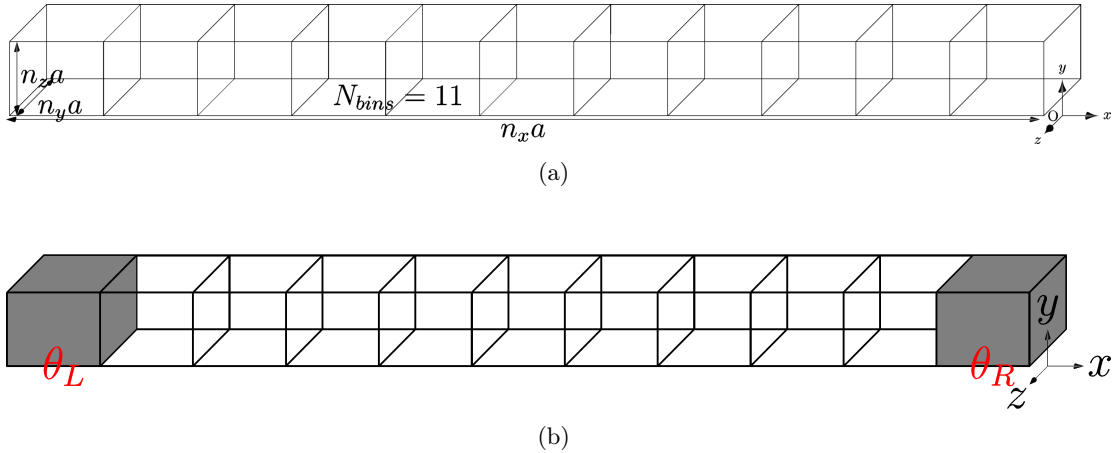 y
n_z a
n_y a
N_{bins} = 11
O
x
n_x a
z
(a)
y
θ_L
θ_R
x
z
(b)